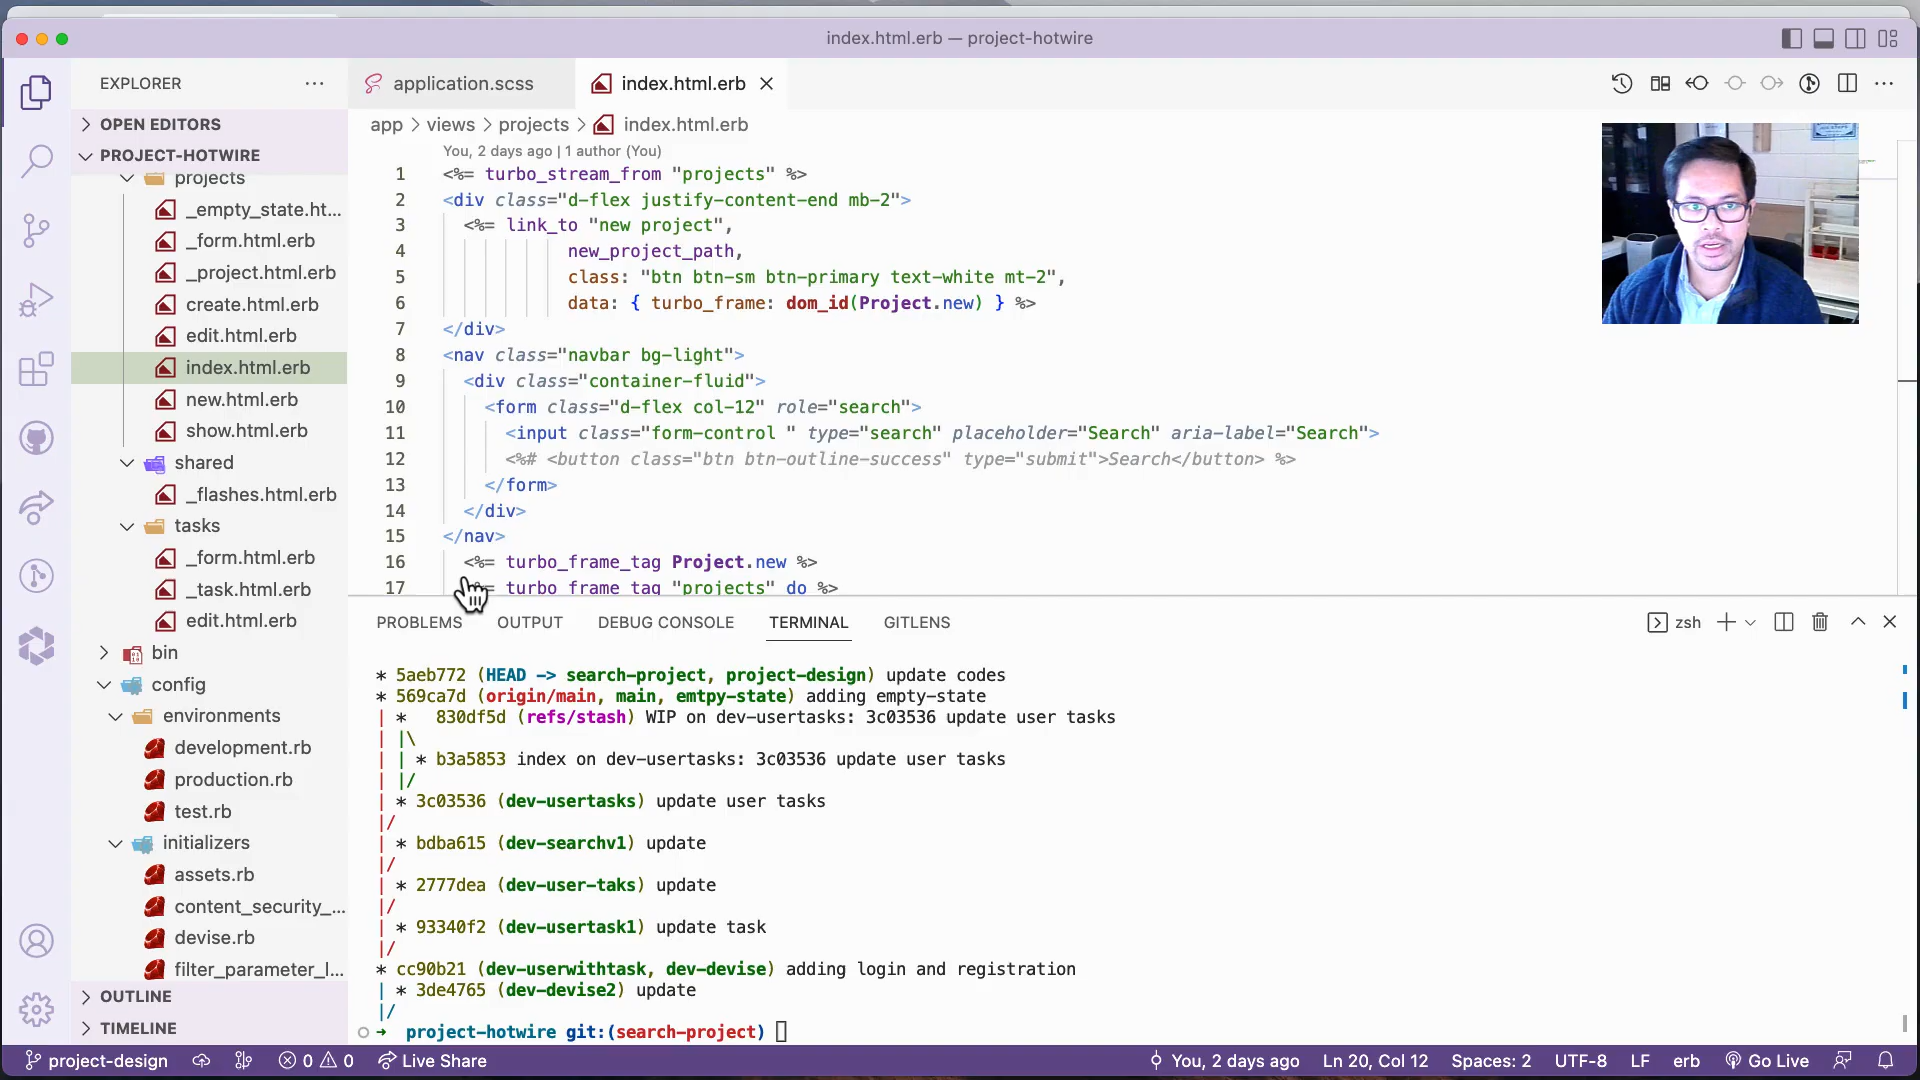 index.html.erb — project-hotwire
EXPLORER
OPEN EDITORS
PROJECT-HOTWIRE
projects
_empty_state.ht...
_form.html.erb
_project.html.erb
create.html.erb
edit.html.erb
index.html.erb
new.html.erb
show.html.erb
shared
_flashes.html.erb
tasks
_form.html.erb
_task.html.erb
edit.html.erb
bin
config
environments
development.rb
production.rb
test.rb
initializers
assets.rb
content_security_...
devise.rb
filter_parameter_l...
OUTLINE
TIMELINE
application.scss
index.html.erb
app > views > projects > index.html.erb
You, 2 days ago | 1 author (You)
1 <%= turbo_stream_from "projects" %>
2 <div class="d-flex justify-content-end mb-2">
3 <%= link_to "new project",
4 new_project_path,
5 class: "btn btn-sm btn-primary text-white mt-2",
6 data: { turbo_frame: dom_id(Project.new) } %>
7 </div>
8 <nav class="navbar bg-light">
9 <div class="container-fluid">
10 <form class="d-flex col-12" role="search">
11 <input class="form-control " type="search" placeholder="Search" aria-label="Search">
12 <%# <button class="btn btn-outline-success" type="submit">Search</button> %>
13 </form>
14 </div>
15 </nav>
16 <%= turbo_frame_tag Project.new %>
17 <%= turbo_frame_tag "projects" do %>
PROBLEMS OUTPUT DEBUG CONSOLE TERMINAL GITLENS
zsh
* 5aeb772 (HEAD -> search-project, project-design) update codes
* 569ca7d (origin/main, main, emtpy-state) adding empty-state
| *   830df5d (refs/stash) WIP on dev-usertasks: 3c03536 update user tasks
| |\
| | * b3a5853 index on dev-usertasks: 3c03536 update user tasks
| |/
| * 3c03536 (dev-usertasks) update user tasks
|/
| * bdba615 (dev-searchv1) update
|/
| * 2777dea (dev-user-taks) update
|/
| * 93340f2 (dev-usertask1) update task
|/
* cc90b21 (dev-userwithtask, dev-devise) adding login and registration
| * 3de4765 (dev-devise2) update
|/
→ project-hotwire git:(search-project)
project-design 0 0 Live Share You, 2 days ago Ln 20, Col 12 Spaces: 2 UTF-8 LF erb Go Live